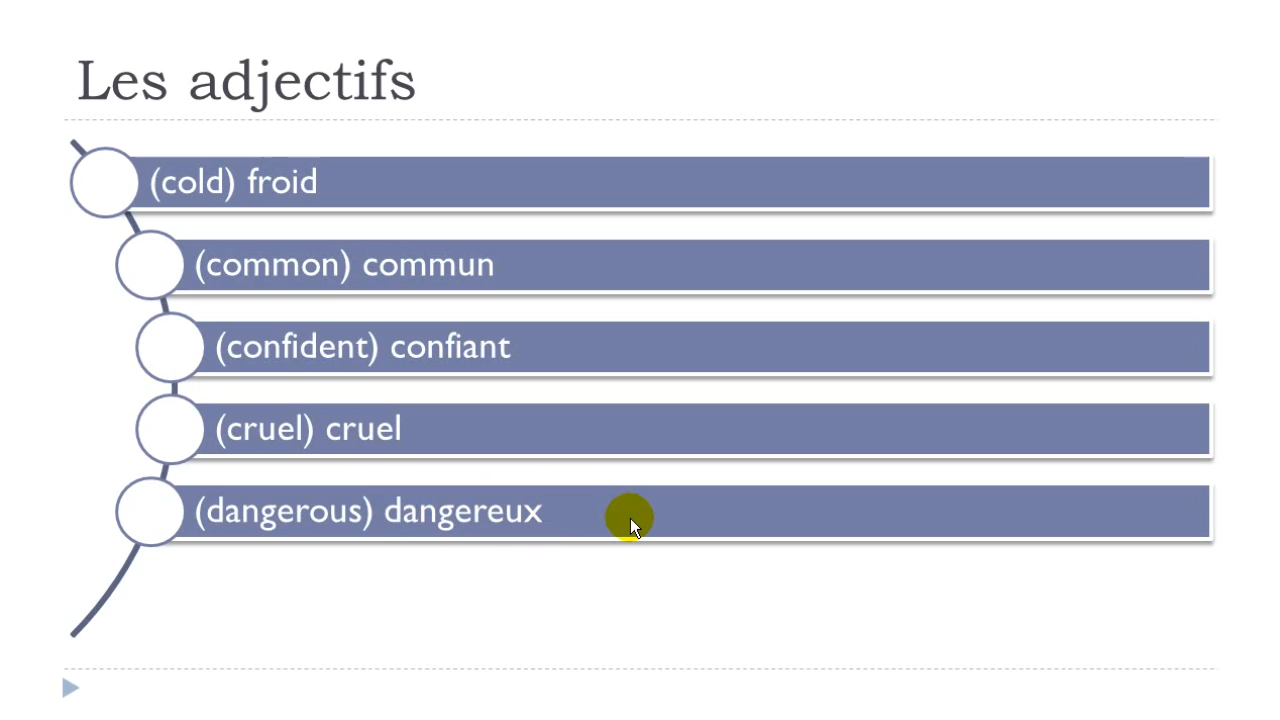 Les adjectifs
(cold) froid
(common) commun
(confident) confiant
(cruel) cruel
(dangerous) dangereux